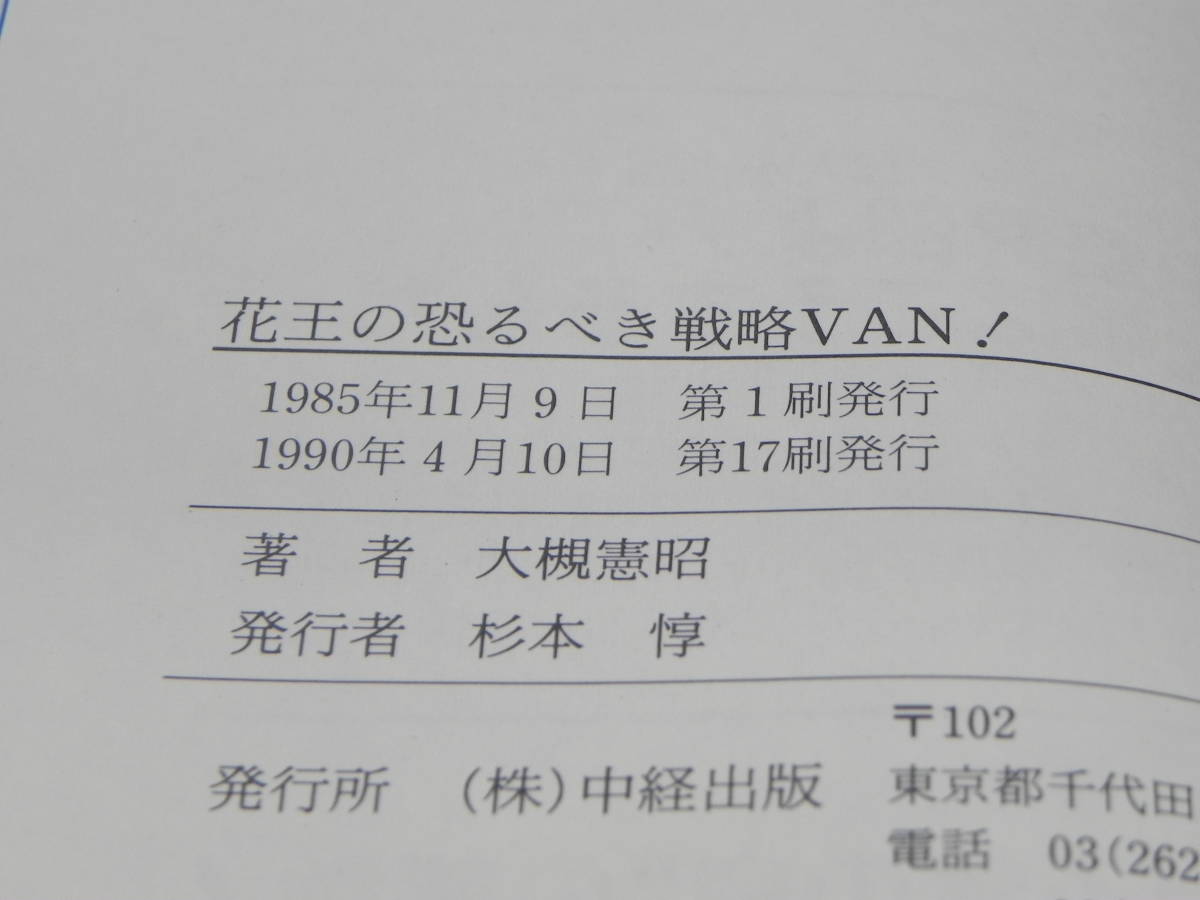 花王の恐るべき戦略VAN！
1985年11月9日　第1刷発行
1990年4月10日　第17刷発行
著　者　大槻憲昭
発行者　杉本　惇
〒102
発行所　（株）中経出版　東京都千代田
電話　03(262